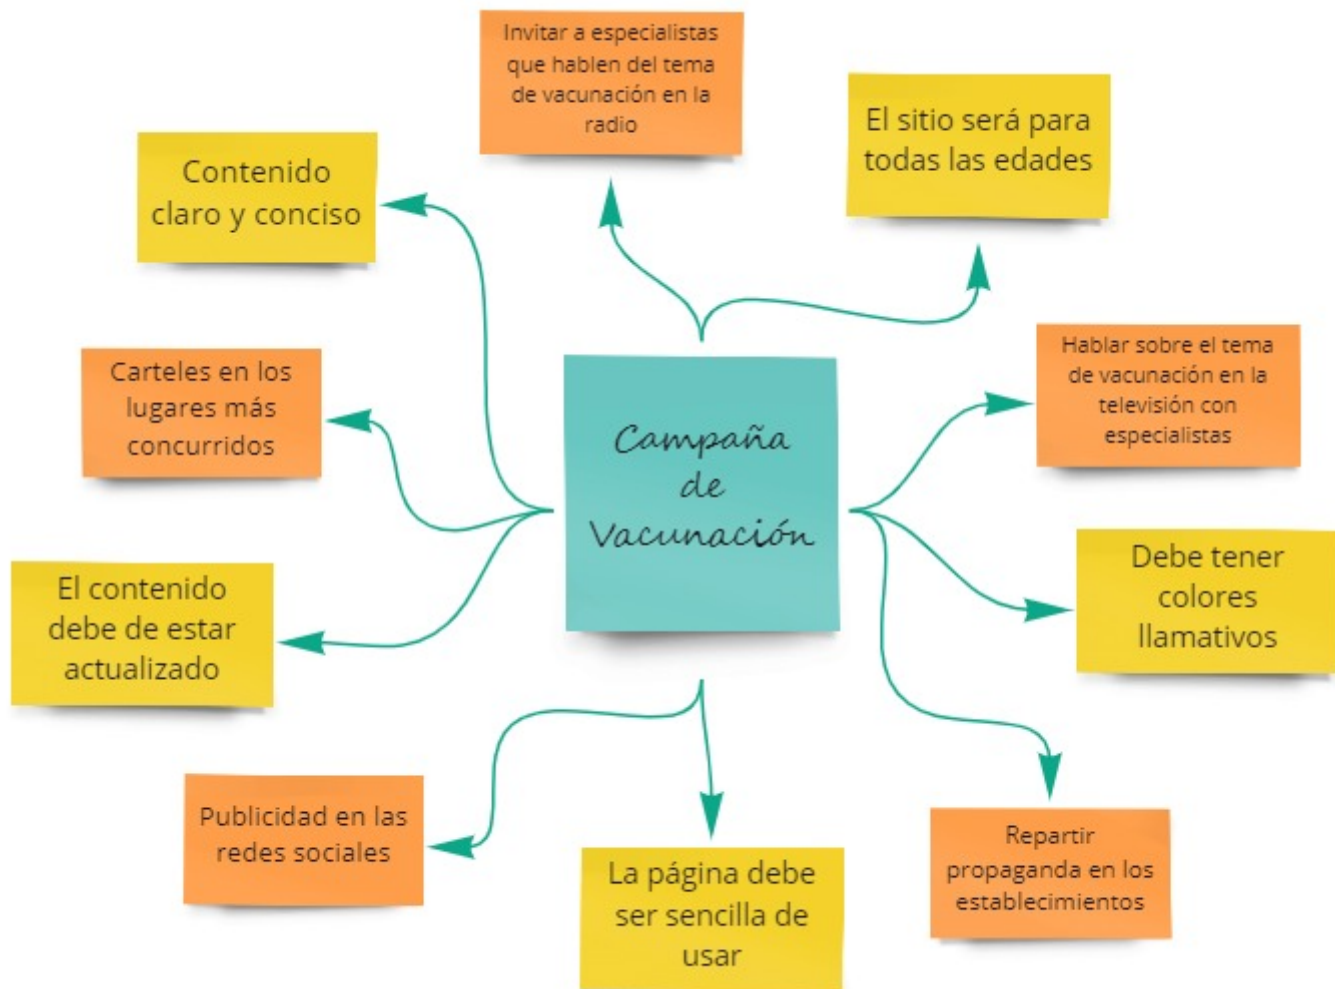 Invitar a especialistas
que hablen del tema
de vacunación en la
radio
El sitio será para
todas las edades
Contenido
claro y conciso
Hablar sobre el tema
de vacunación en la
televisión con
especialistas
Carteles en los
lugares más
concurridos
Campaña
de
Vacunación
Debe tener
colores
llamativos
El contenido
debe de estar
actualizado
Publicidad en las
redes sociales
La página debe
ser sencilla de
usar
Repartir
propaganda en los
establecimientos